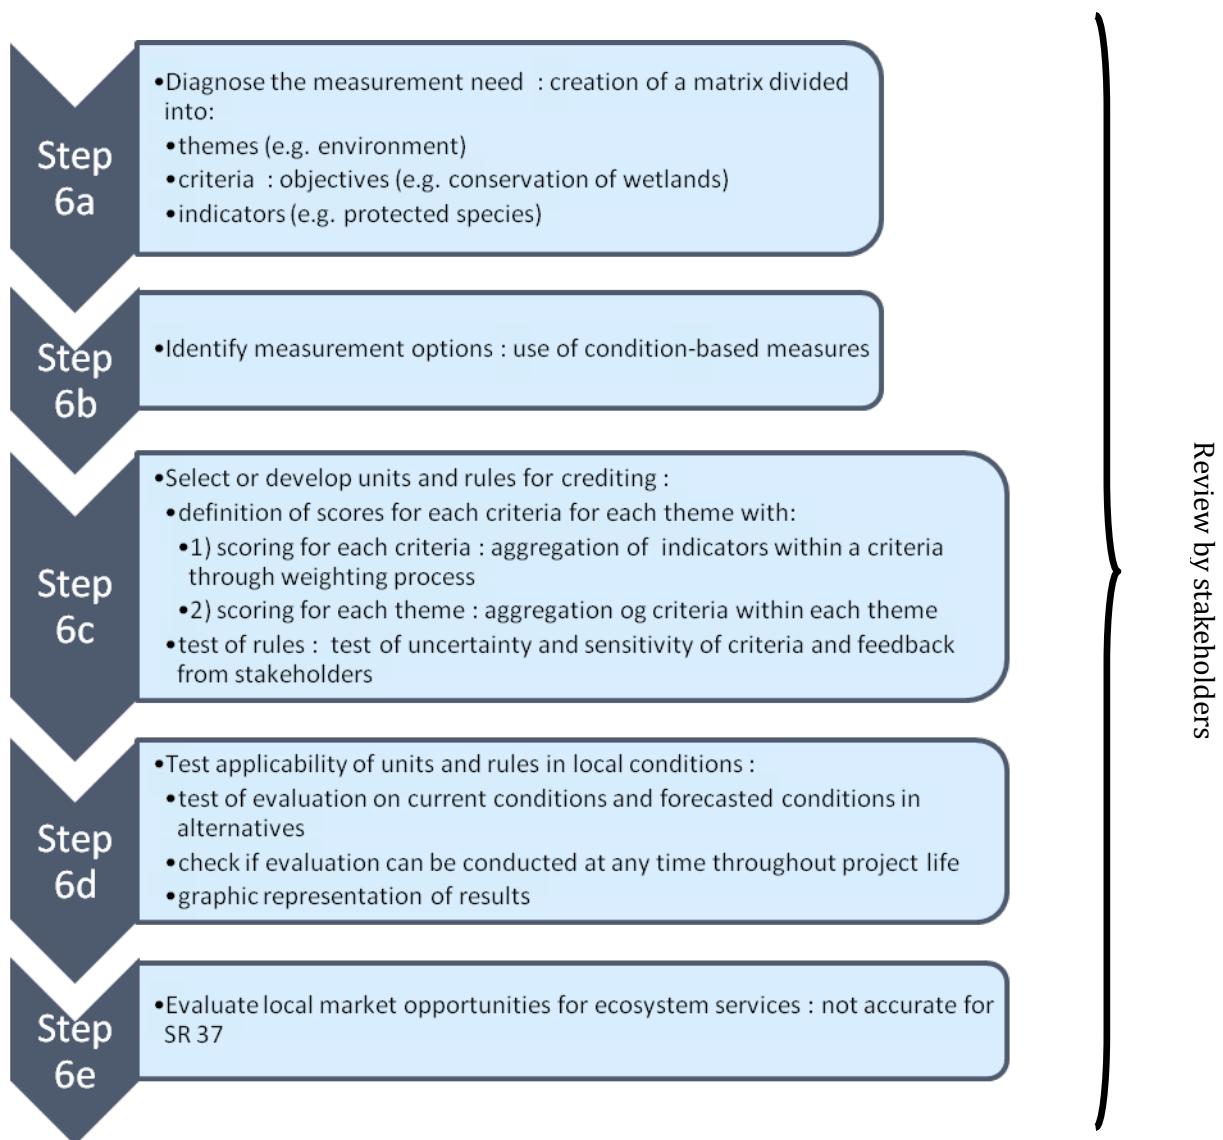 Step
6a
•Diagnose the measurement need : creation of a matrix divided
into:
•themes (e.g. environment)
•criteria : objectives (e.g. conservation of wetlands)
•indicators (e.g. protected species)
Step
6b
•Identify measurement options : use of condition-based measures
Step
6c
•Select or develop units and rules for crediting :
•definition of scores for each criteria for each theme with:
•1) scoring for each criteria : aggregation of indicators within a criteria
through weighting process
•2) scoring for each theme : aggregation og criteria within each theme
•test of rules : test of uncertainty and sensitivity of criteria and feedback
from stakeholders
Step
6d
•Test applicability of units and rules in local conditions :
•test of evaluation on current conditions and forecasted conditions in
alternatives
•check if evaluation can be conducted at any time throughout project life
•graphic representation of results
Step
6e
•Evaluate local market opportunities for ecosystem services : not accurate for
SR 37
Review by stakeholders